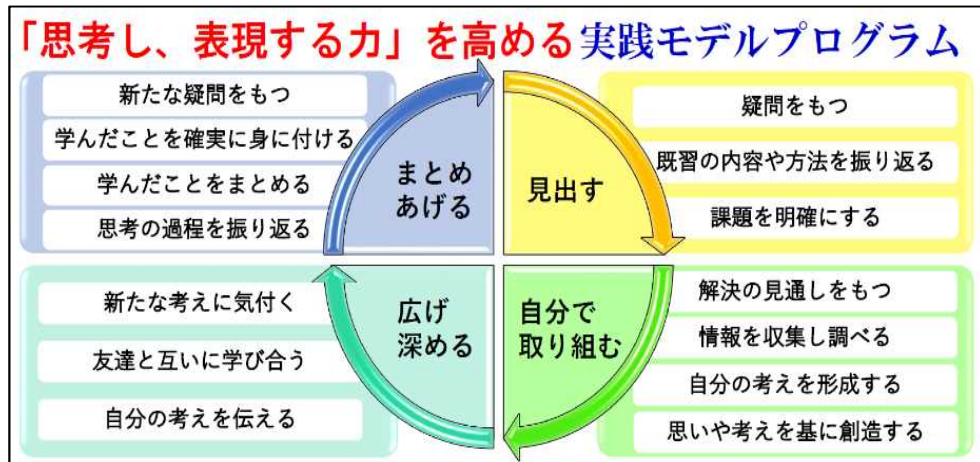 「思考し、表現する力」を高める実践モデルプログラム
新たな疑問をもつ
学んだことを確実に身に付ける
学んだことをまとめる
思考の過程を振り返る
まとめ
あげる
見出す
疑問をもつ
既習の内容や方法を振り返る
課題を明確にする
新たな考えに気付く
友達と互いに学び合う
自分の考えを伝える
広げ
深める
自分で
取り組む
解決の見通しをもつ
情報を収集し調べる
自分の考えを形成する
思いや考えを基に創造する